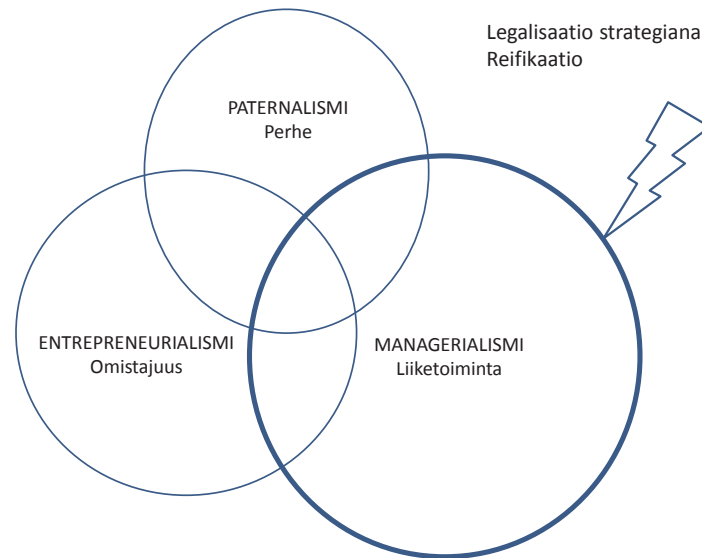 Legalisaatio strategiana
Reifikaatio
PATERNALISMI
Perhe
ENTREPRENEURIALISMI
Omistajuus
MANAGERIALISMI
Liiketoiminta